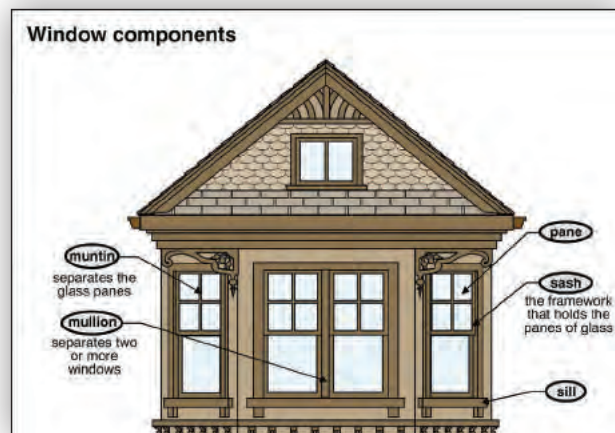 Window components
muntin
separates the
glass panes
mullion
separates two
or more
windows
pane
sash
the framework
that holds the
panes of glass
sill